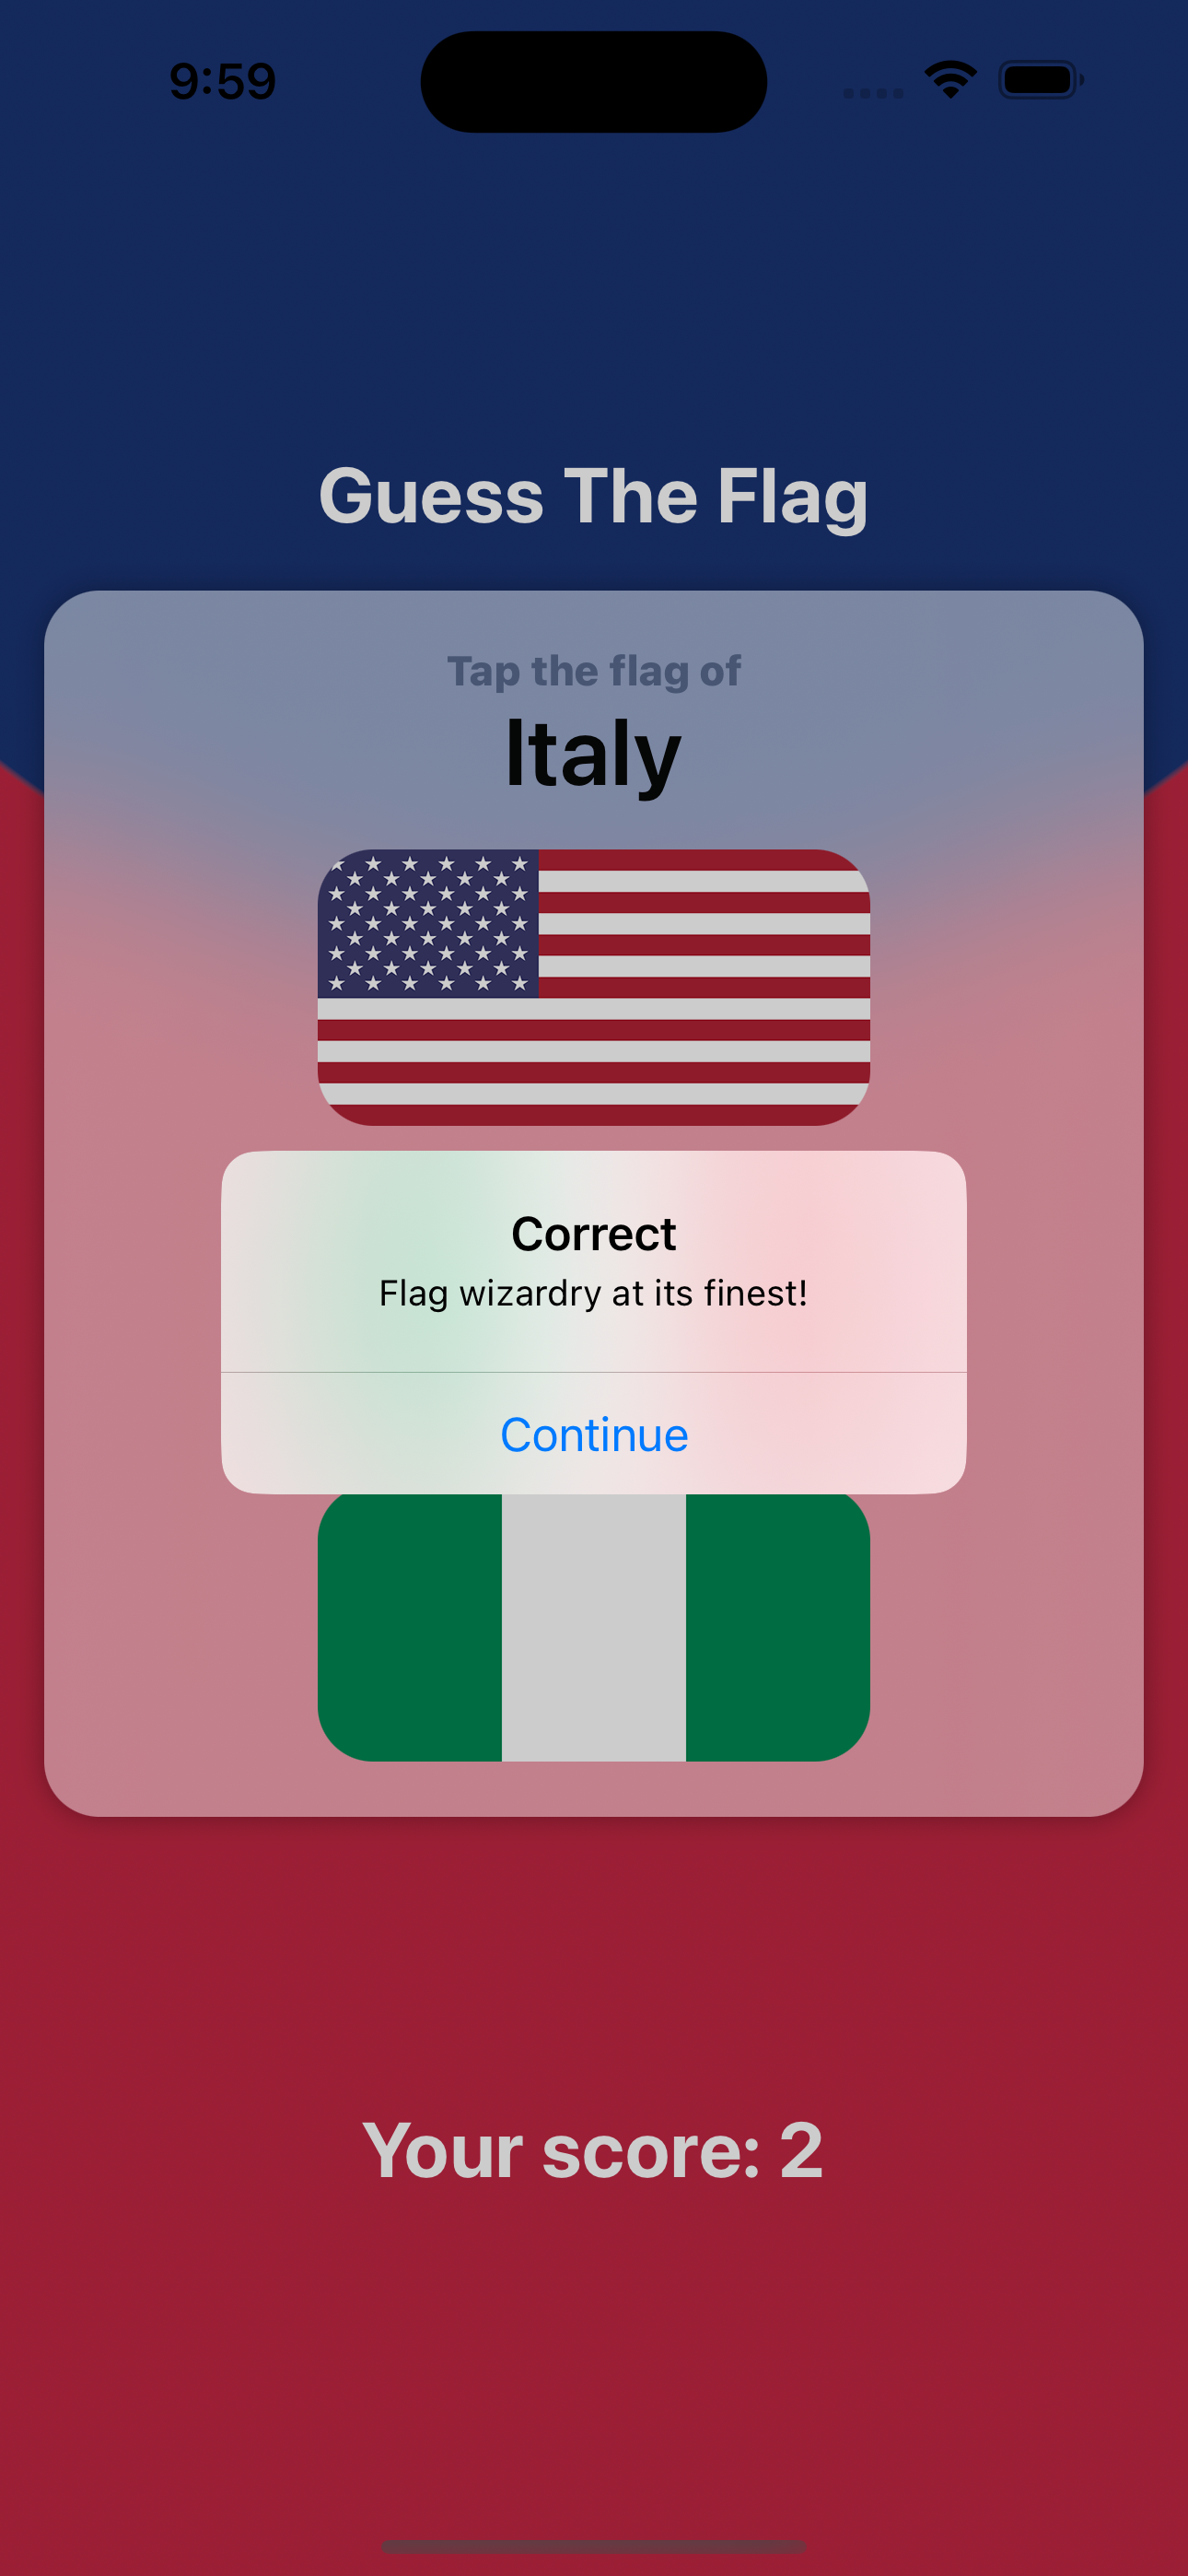 9:59
Guess The Flag
Tap the flag of
Italy
Correct
Flag wizardry at its finest!
Continue
Your score: 2